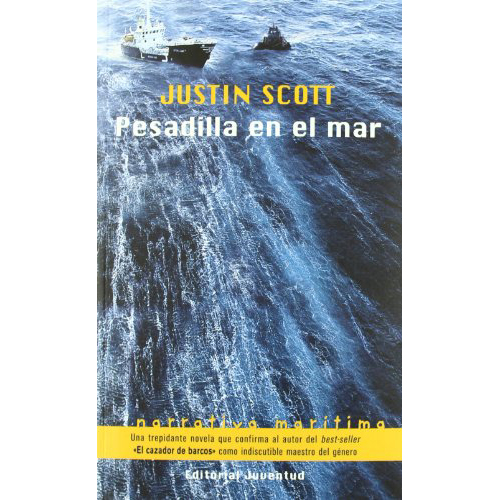 JUSTIN SCOTT
Pesadilla en el mar
narrativa marítima
Una trepidante novela que confirma al autor del best-seller
«El cazador de barcos» como indiscutible maestro del género
Editorial Juventud